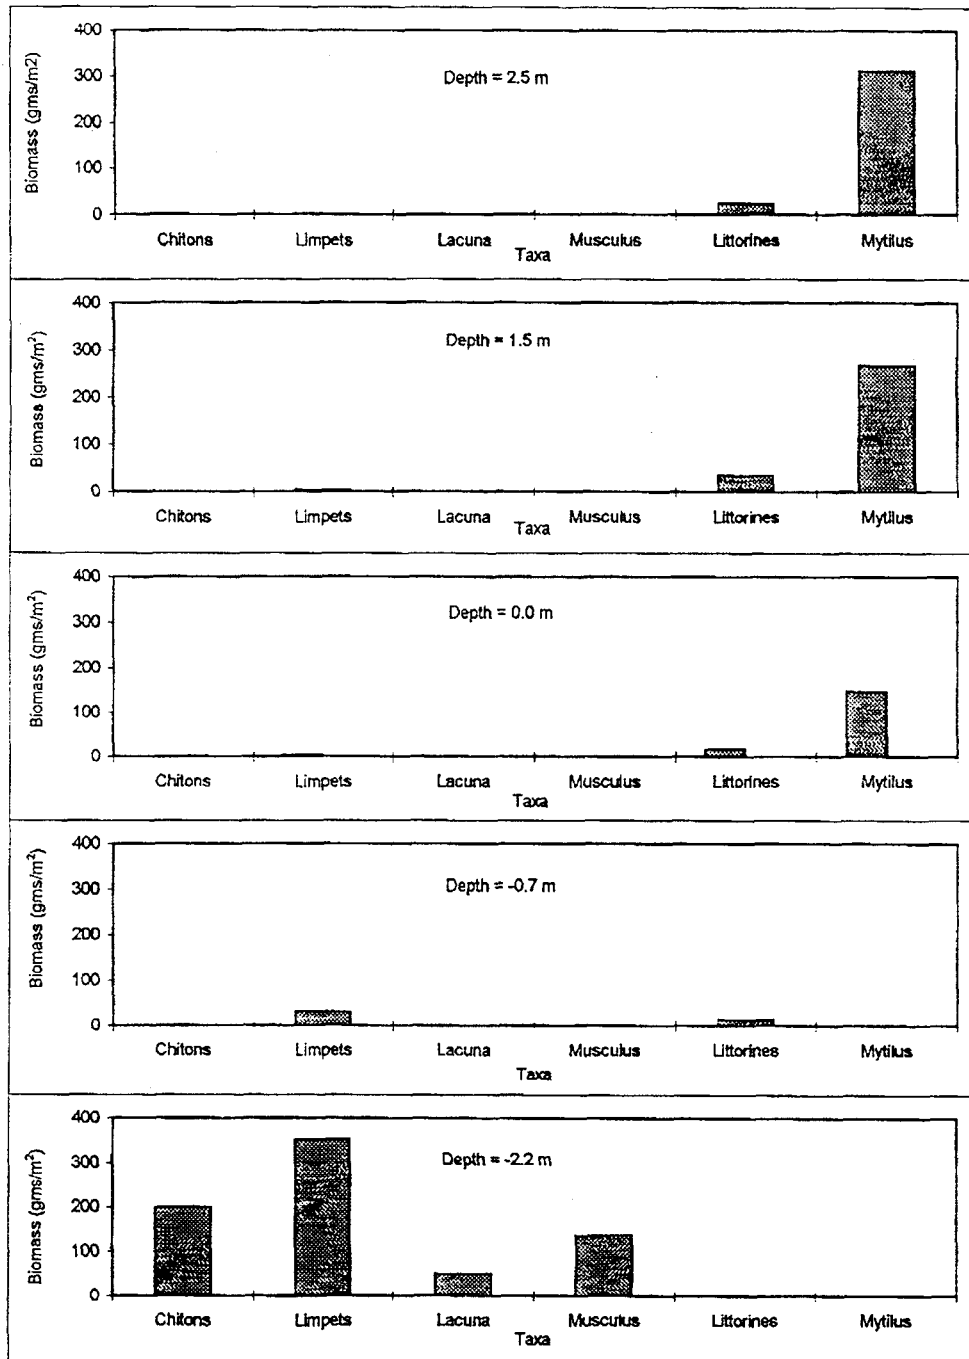 400
300
200
100
0
Biomass (gms/m2)
Depth = 2.5 m
Chitons Limpets Lacuna Musculus Littorines Mytilus
Taxa
400
300
200
100
0
Biomass (gms/m²)
Depth = 1.5 m
Chitons Limpets Lacuna Musculus Littorines Mytilus
Taxa
400
300
200
100
0
Biomass (gms/m²)
Depth = 0.0 m
Chitons Limpets Lacuna Musculus Littorines Mytilus
Taxa
400
300
200
100
0
Biomass (gms/m²)
Depth = -0.7 m
Chitons Limpets Lacuna Musculus Littorines Mytilus
Taxa
400
300
200
100
0
Biomass (gms/m²)
Depth = -2.2 m
Chitons Limpets Lacuna Musculus Littorines Mytilus
Taxa